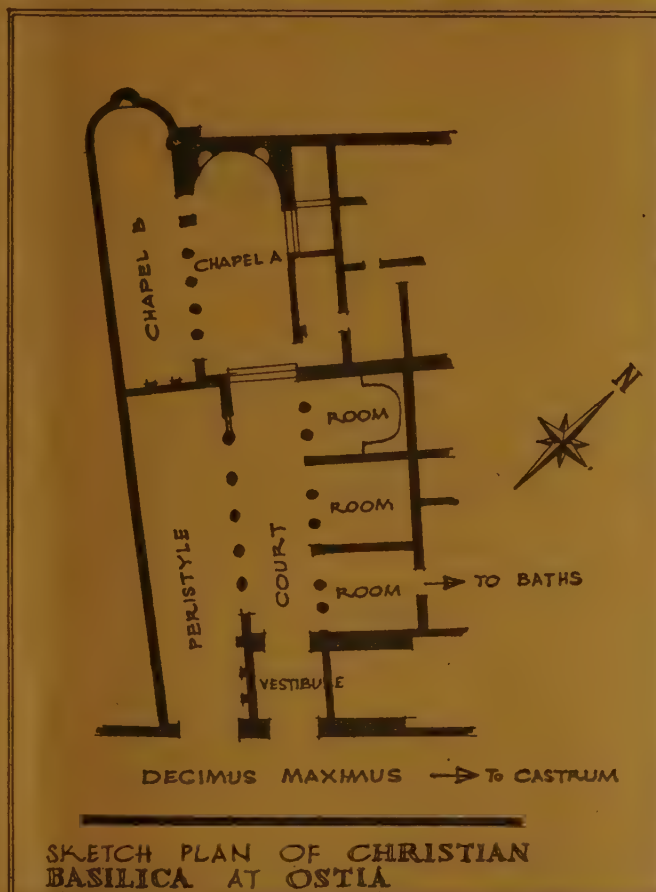 CHAPEL B
CHAPEL A
N
ROOM
ROOM
PERISTYLE
COURT
ROOM
TO BATHS
VESTIBULE
DECIMUS MAXIMUS TO CASTRUM
SKETCH PLAN OF CHRISTIAN
BASILICA AT OSTIA